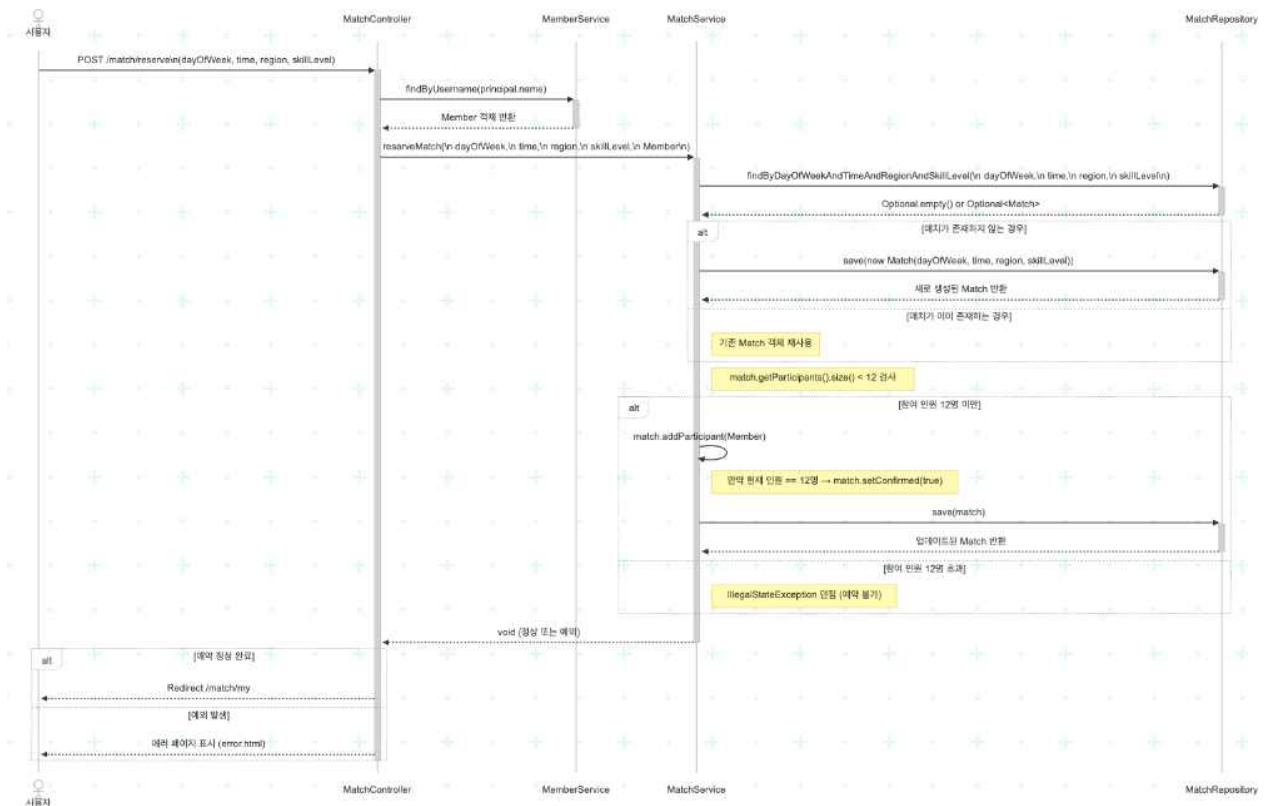 사용자 MatchController MemberService MatchService MatchRepository
POST /match/reserve\n(dayOfWeek, time, region, skillLevel)
findByUsername(principal.name)
Member 객체 반환
reserveMatch(\n dayOfWeek,\n time,\n region,\n skillLevel,\n Member\n)
findByDayOfWeekAndTimeAndRegionAndSkillLevel(\n dayOfWeek,\n time,\n region,\n skillLevel\n)
Optional.empty() or Optional<Match>
alt [매치가 존재하지 않는 경우]
save(new Match(dayOfWeek, time, region, skillLevel))
새로 생성된 Match 반환
[매치가 이미 존재하는 경우]
기존 Match 객체 재사용
match.getParticipants().size() < 12 검사
alt [참여 인원 12명 미만]
match.addParticipant(Member)
만약 현재 인원 == 12명 → match.setConfirmed(true)
save(match)
업데이트된 Match 반환
[참여 인원 12명 초과]
IllegalStateException 던짐 (예약 불가)
void (정상 또는 예외)
alt [예약 정상 완료]
Redirect /match/my
[예외 발생]
에러 페이지 표시 (error.html)
사용자 MatchController MemberService MatchService MatchRepository